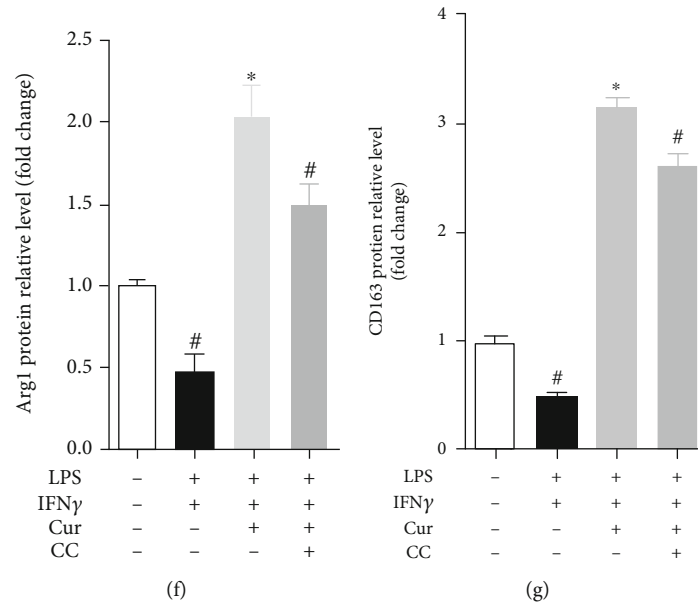 Arg1 protein relative level (fold change)
2.5
2.0
1.5
1.0
0.5
0.0
#
*
#
LPS – + + +
IFNγ – + + +
Cur – – + +
CC – – – +
(f)
CD163 protien relative level
(fold change)
4
3
2
1
0
#
*
#
LPS – + + +
IFNγ – + + +
Cur – – + +
CC – – – +
(g)